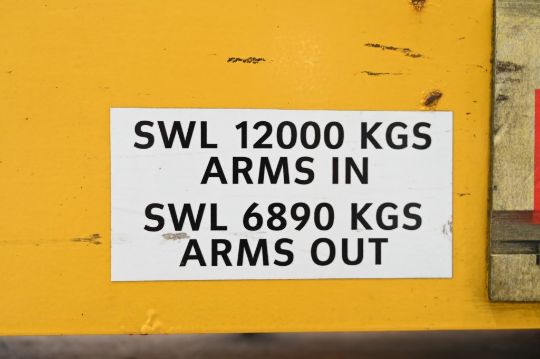 SWL 12000 KGS
ARMS IN
SWL 6890 KGS
ARMS OUT